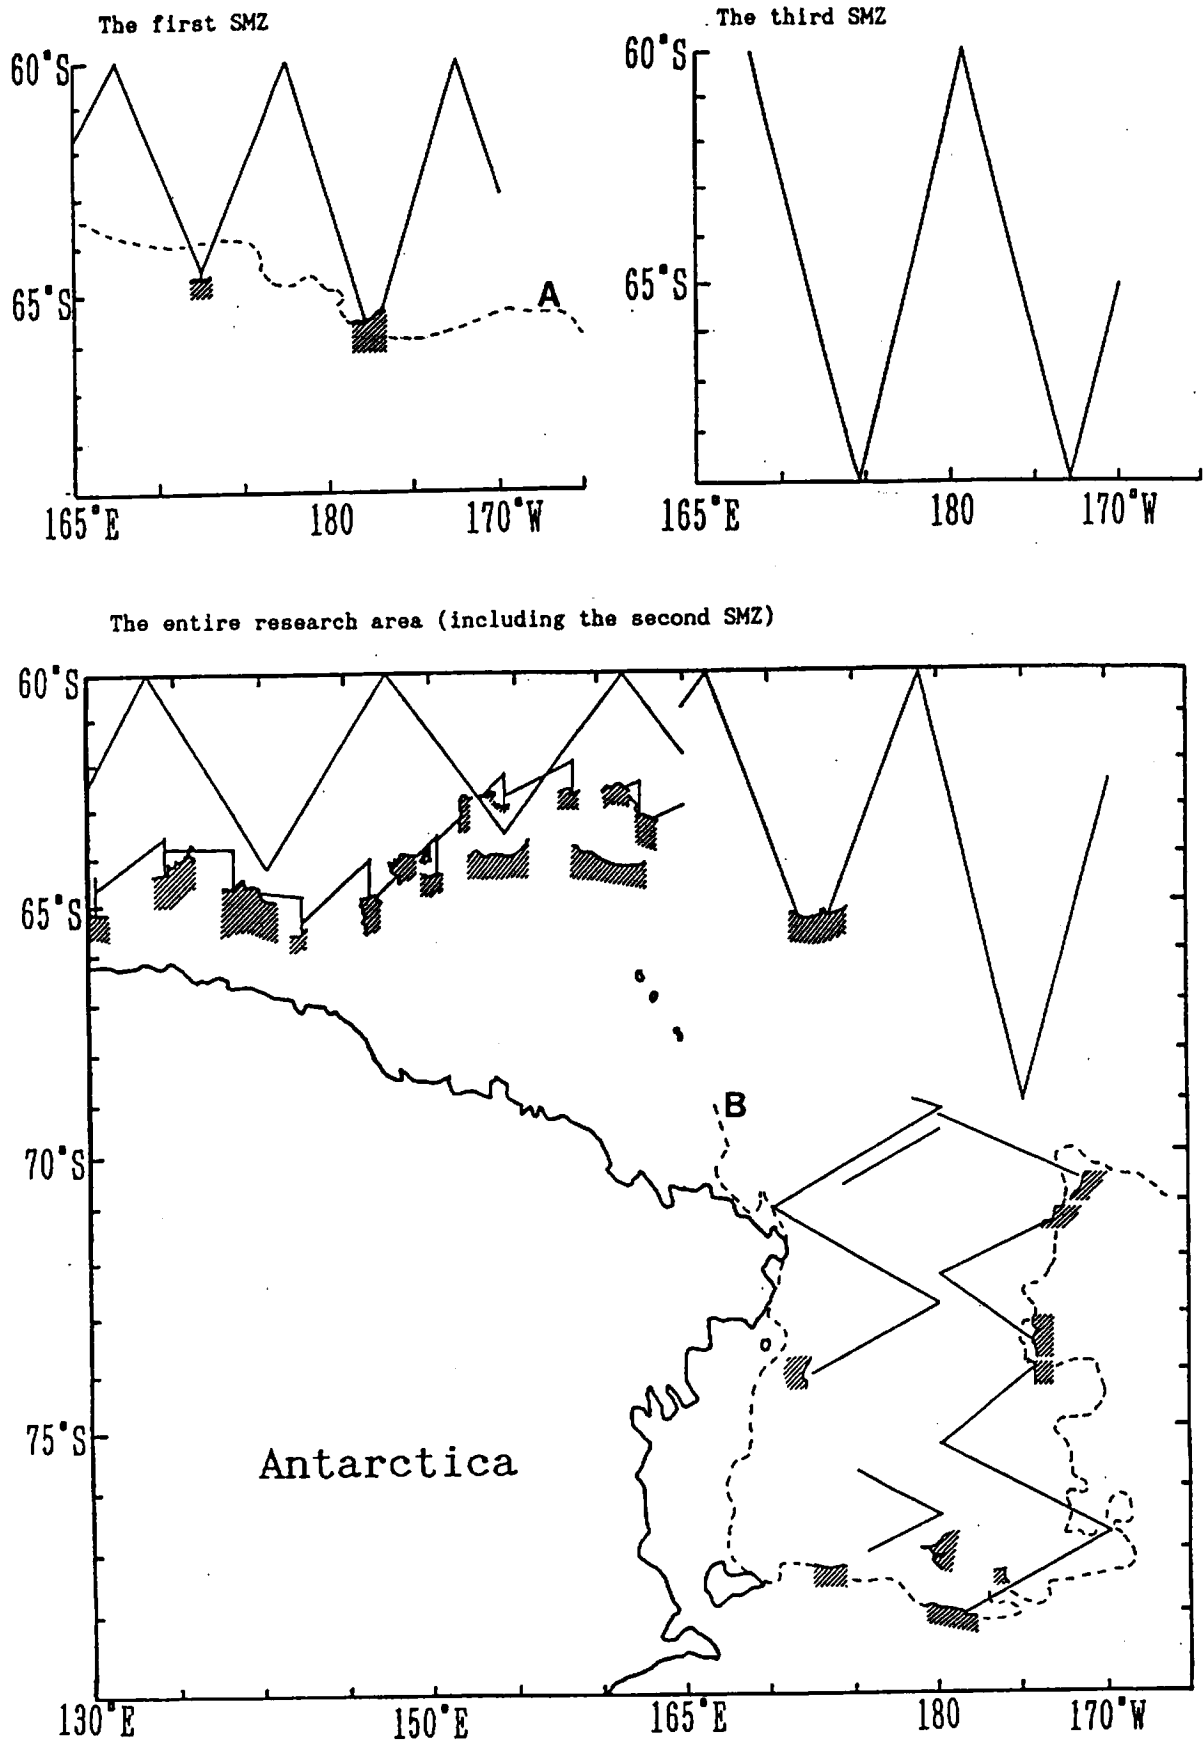 The first SMZ
60°S
65°S
A
165°E 180 170°W
The third SMZ
60°S
65°S
165°E 180 170°W
The entire research area (including the second SMZ)
60°S
65°S
B
70°S
75°S
Antarctica
130°E 150°E 165°E 180 170°W